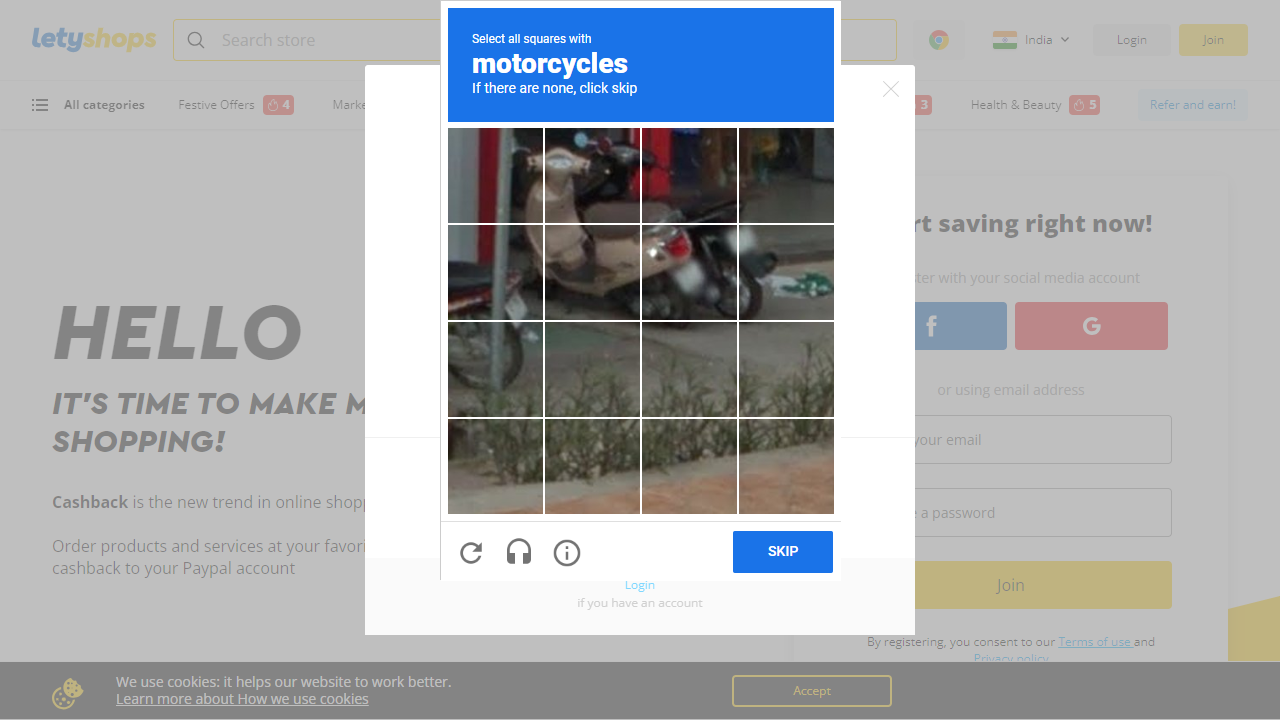 letyshops
Search store
India
Login
Join
All categories
Festive Offers
4
Marke
3
Health & Beauty
5
Refer and earn!
Select all squares with
motorcycles
If there are none, click skip
SKIP
HELLO
IT'S TIME TO MAKE M
SHOPPING!
Cashback is the new trend in online shopp
Order products and services at your favori
cashback to your Paypal account
rt saving right now!
ter with your social media account
f
G
or using email address
your email
e a password
Join
By registering, you consent to our Terms of use and
Privacy policy
Login
if you have an account
We use cookies: it helps our website to work better.
Learn more about How we use cookies
Accept